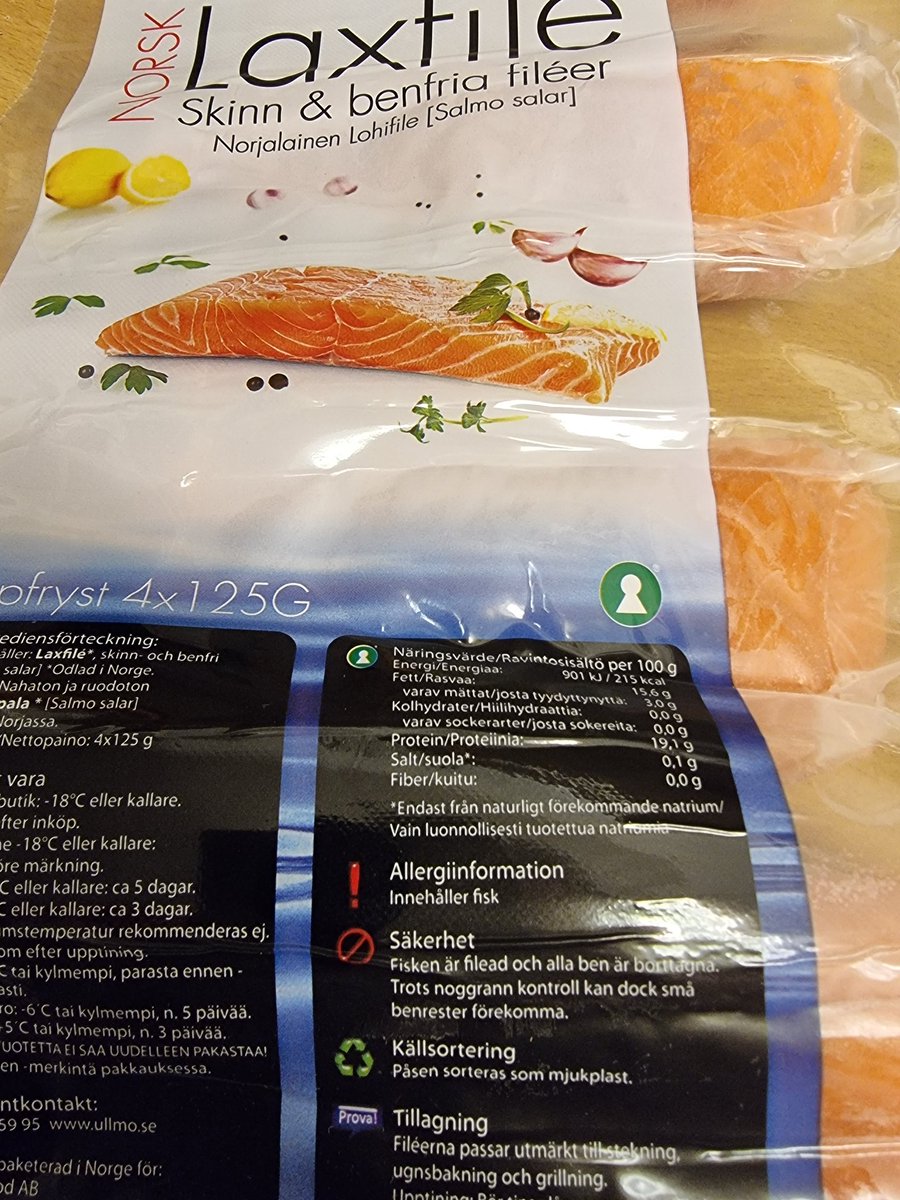 NORSK
Laxfilé
Skinn & benfria filéer
Norjalainen Lohifile [Salmo salar]
pfryst 4x125G
ediensförteckning:
äller: Laxfilé*, skinn- och benfri
salar] *Odlad i Norge.
Nahaton ja ruodoton
pala * [Salmo salar]
Norjassa.
/Nettopaino: 4x125 g
vara
butik: -18°C eller kallare.
fter inköp.
ne -18°C eller kallare:
öre märkning.
C eller kallare: ca 5 dagar.
C eller kallare: ca 3 dagar.
mstemperatur rekommenderas ej.
om efter upptining.
C tai kylmempi, parasta ennen -
asti.
ro: -6°C tai kylmempi, n. 5 päivää.
+5°C tai kylmempi, n. 3 päivää.
UOTETTA EI SAA UUDELLEEN PAKASTAA!
en -merkintä pakkauksessa.
ntkontakt:
59 95 www.ullmo.se
paketerad i Norge för:
od AB
Näringsvärde/Ravintosisältö per 100 g
Energi/Energiaa: 901 kJ / 215 kcal
Fett/Rasvaa: 15,6 g
varav mättat/josta tyydyttynyttä: 3,0 g
Kolhydrater/Hiilihydraattia: 0,0 g
varav sockerarter/josta sokereita: 0,0 g
Protein/Proteiinia: 19,1 g
Salt/suola*: 0,1 g
Fiber/kuitu: 0,0 g
*Endast från naturligt förekommande natrium/
Vain luonnollisesti tuotettua natriumia
Allergiinformation
Innehåller fisk
Säkerhet
Fisken är filead och alla ben är borttagna.
Trots noggrann kontroll kan dock små
benrester förekomma.
Källsortering
Påsen sorteras som mjukplast.
Prova! Tillagning
Filéerna passar utmärkt till stekning,
ugnsbakning och grillning.